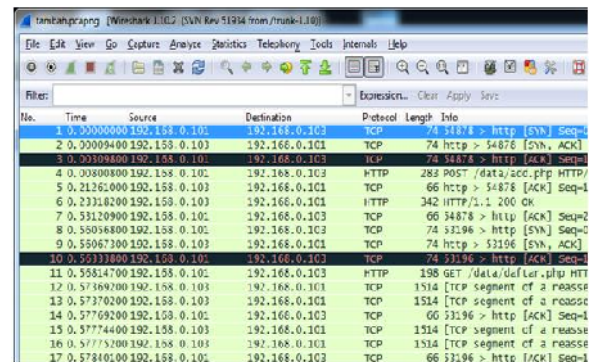 tambah.pcapng [Wireshark 1.10.2 (SVN Rev 51934 from /trunk-1.10)]
File Edit View Go Capture Analyze Statistics Telephony Tools Internals Help
Filter: Expression... Clear Apply Save
No. Time Source Destination Protocol Length Info
1 0.00000000 192.168.0.101 192.168.0.103 TCP 74 54878 > http [SYN] Seq=0
2 0.00009400 192.168.0.103 192.168.0.101 TCP 74 http > 54878 [SYN, ACK]
3 0.00309800 192.168.0.101 192.168.0.103 TCP 74 54878 > http [ACK] Seq=1
4 0.00800800 192.168.0.101 192.168.0.103 HTTP 283 POST /data/add.php HTTP/
5 0.21261000 192.168.0.103 192.168.0.101 TCP 66 http > 54878 [ACK] Seq=1
6 0.23318200 192.168.0.103 192.168.0.101 HTTP 342 HTTP/1.1 200 OK
7 0.53120900 192.168.0.101 192.168.0.103 TCP 66 54878 > http [ACK] Seq=2
8 0.56056800 192.168.0.101 192.168.0.103 TCP 74 53196 > http [SYN] Seq=0
9 0.56067300 192.168.0.103 192.168.0.101 TCP 74 http > 53196 [SYN, ACK]
10 0.56333800 192.168.0.101 192.168.0.103 TCP 74 53196 > http [ACK] Seq=1
11 0.56814700 192.168.0.101 192.168.0.103 HTTP 198 GET /data/daftar.php HTT
12 0.57369200 192.168.0.103 192.168.0.101 TCP 1514 [TCP segment of a reasse
13 0.57370200 192.168.0.103 192.168.0.101 TCP 1514 [TCP segment of a reasse
14 0.57769200 192.168.0.101 192.168.0.103 TCP 66 53196 > http [ACK] Seq=1
15 0.57774400 192.168.0.103 192.168.0.101 TCP 1514 [TCP segment of a reasse
16 0.57775200 192.168.0.103 192.168.0.101 TCP 1514 [TCP segment of a reasse
17 0.57840100 192.168.0.101 192.168.0.103 TCP 66 53196 > http [ACK] Seq=1